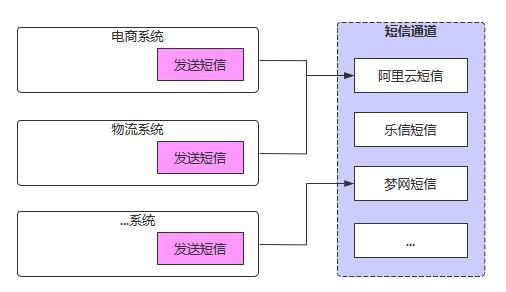 电商系统
发送短信
物流系统
发送短信
...系统
发送短信
短信通道
阿里云短信
乐信短信
梦网短信
...